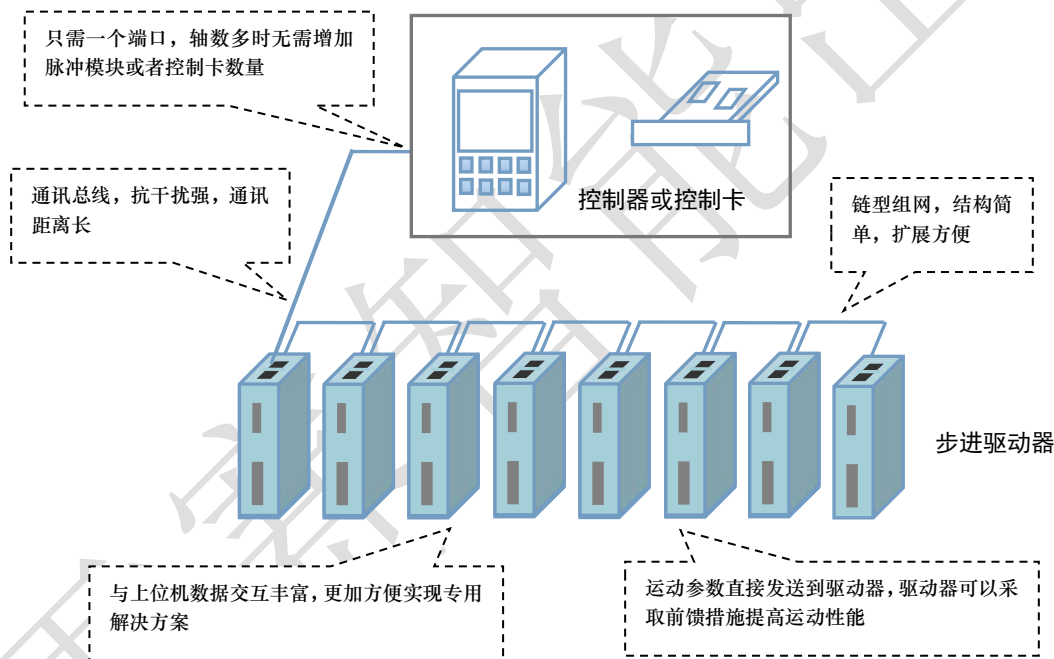 只需一个端口，轴数多时无需增加
脉冲模块或者控制卡数量
通讯总线，抗干扰强，通讯
距离长
控制器或控制卡
链型组网，结构简
单，扩展方便
步进驱动器
与上位机数据交互丰富，更加方便实现专用
解决方案
运动参数直接发送到驱动器，驱动器可以采
取前馈措施提高运动性能